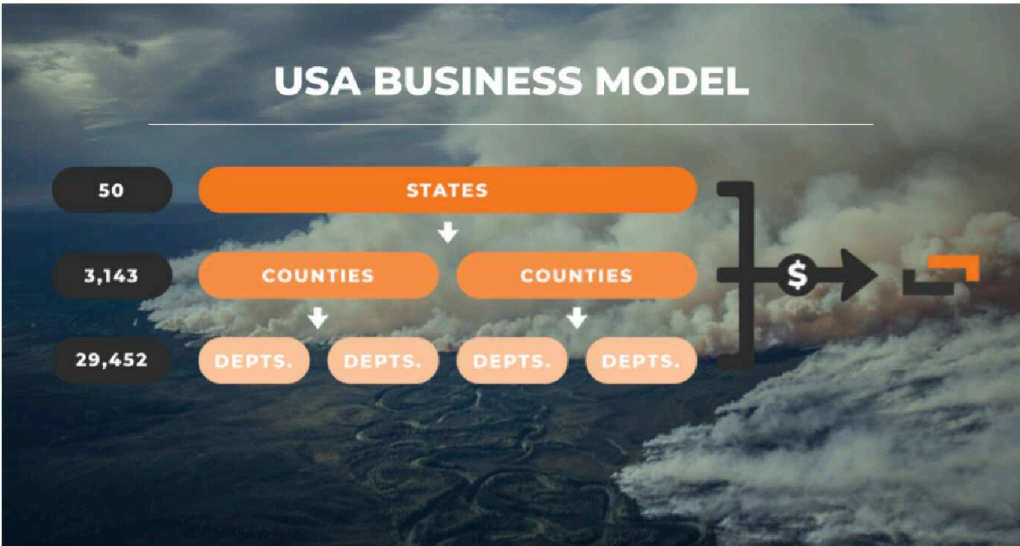 USA BUSINESS MODEL
50 STATES
3,143 COUNTIES COUNTIES
29,452 DEPTS. DEPTS. DEPTS. DEPTS.
$